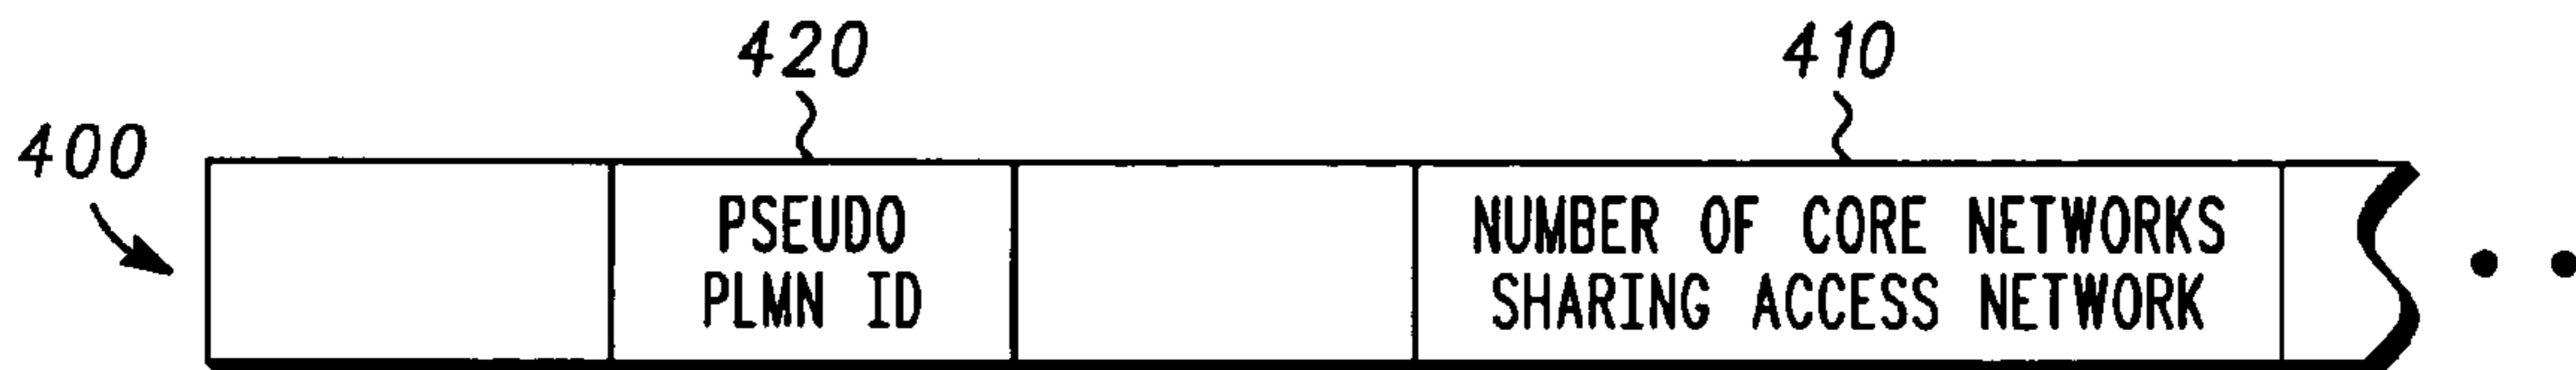 420
410
400
PSEUDO
PLMN ID
NUMBER OF CORE NETWORKS
SHARING ACCESS NETWORK